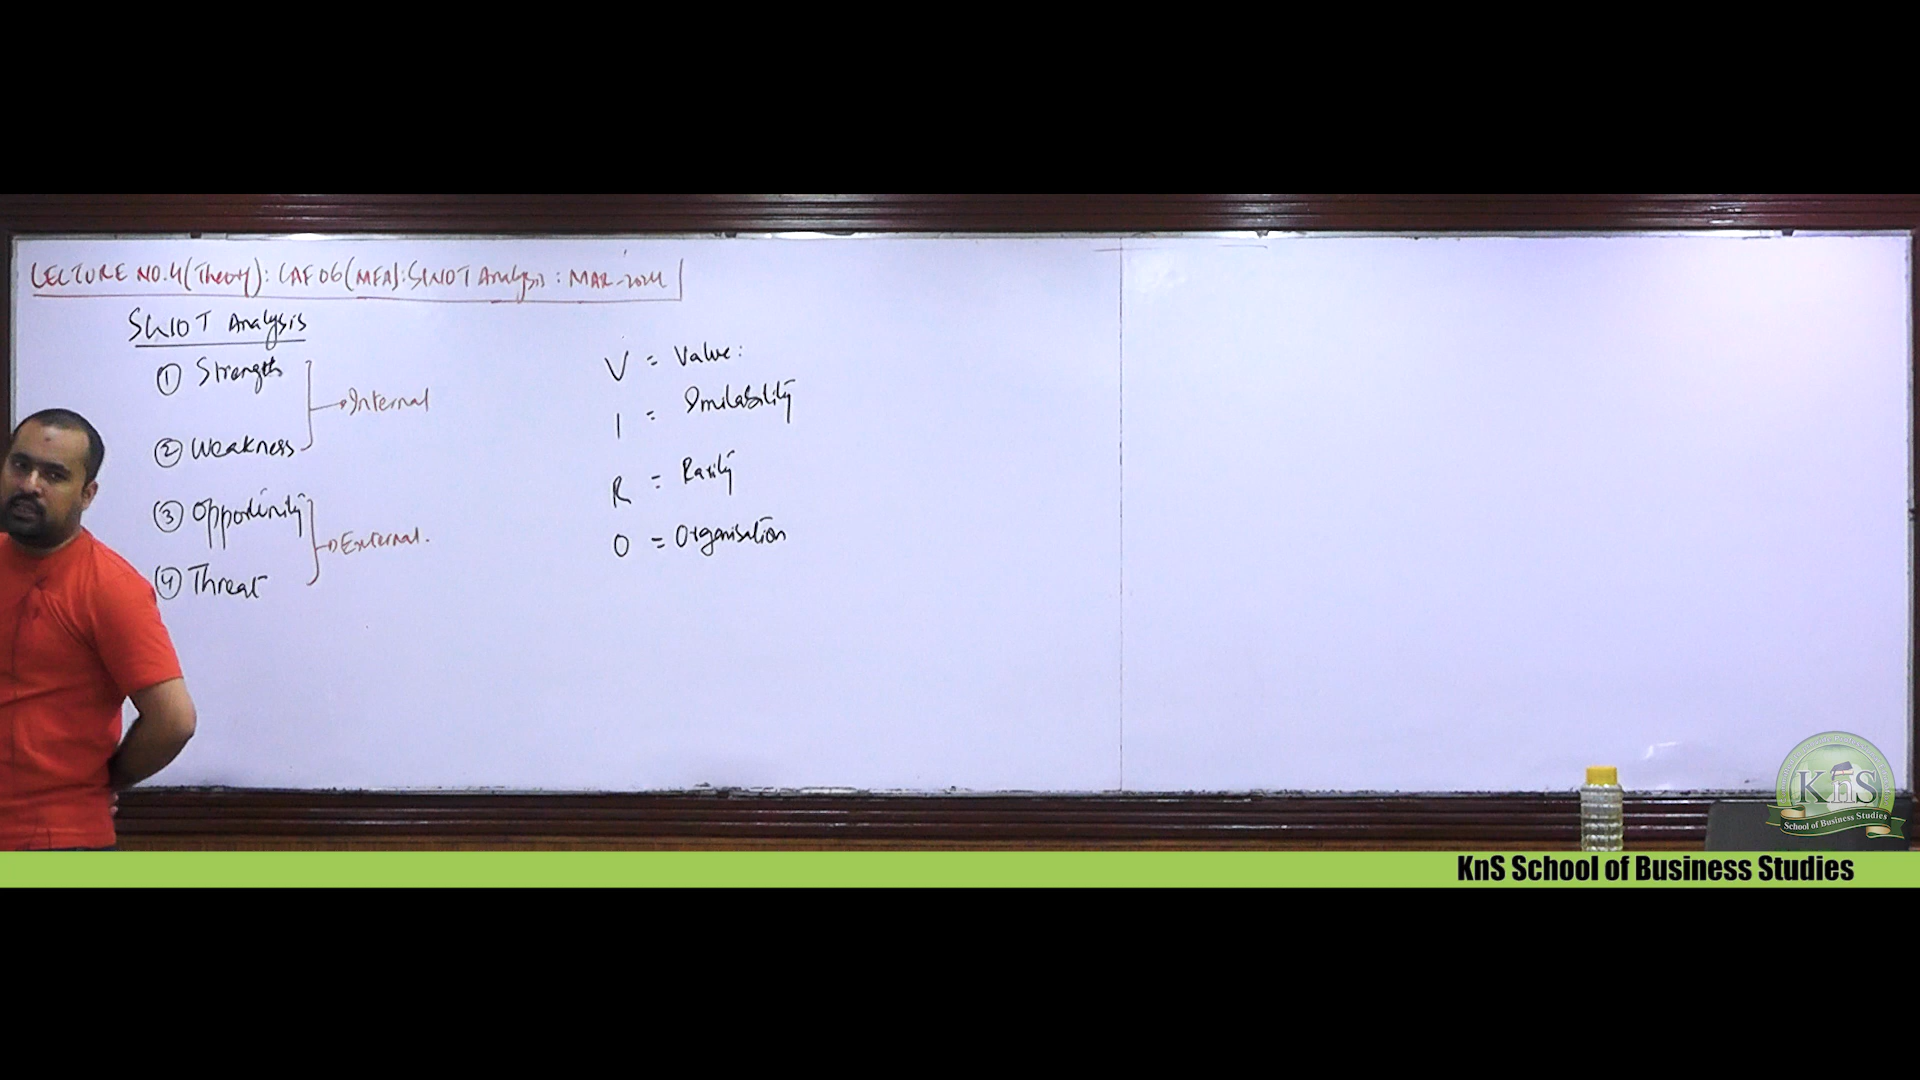 LECTURE NO.4(Theory): CAF 06(MFA):SWOT Analysis: MAR-2024
SWOT Analysis
① Strength
Internal
② Weakness
③ Opportunity
External.
④ Threat
V = Value:
I = Imitability
R = Rarity
O = Organisation
KnS
School of Business Studies
KnS School of Business Studies